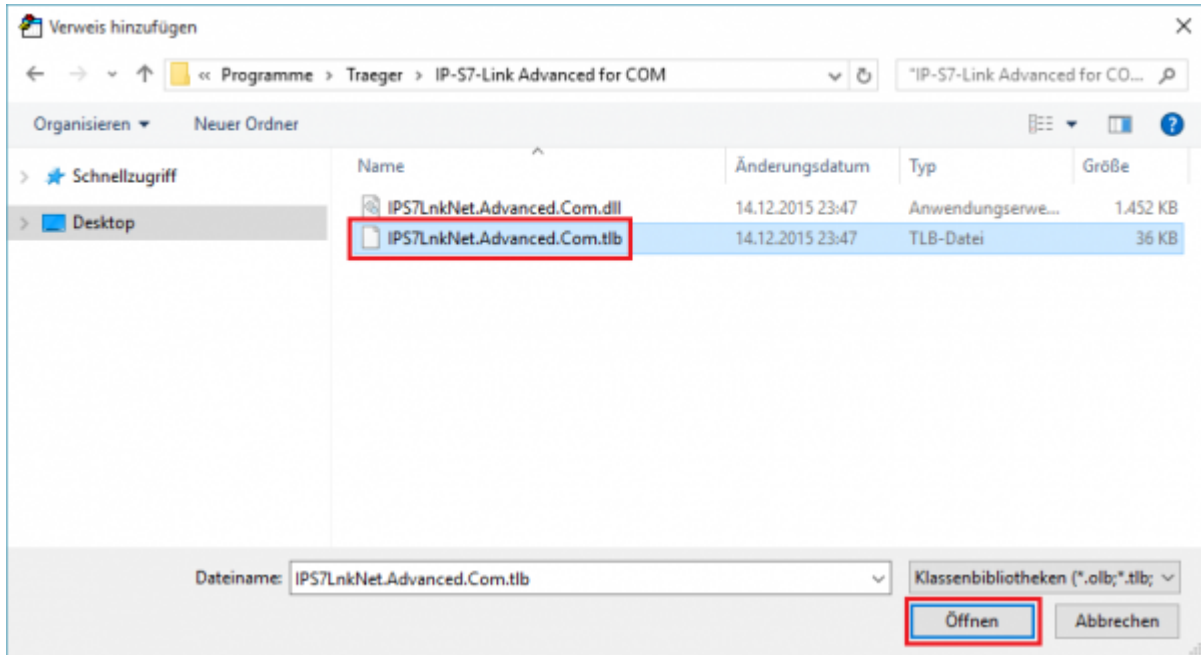 Verweis hinzufügen
« Programme > Traeger > IP-S7-Link Advanced for COM "IP-S7-Link Advanced for CO...
Organisieren Neuer Ordner
Name Änderungsdatum Typ Größe
Schnellzugriff
IPS7LnkNet.Advanced.Com.dll 14.12.2015 23:47 Anwendungserwe... 1.452 KB
Desktop
IPS7LnkNet.Advanced.Com.tlb 14.12.2015 23:47 TLB-Datei 36 KB
Dateiname: IPS7LnkNet.Advanced.Com.tlb Klassenbibliotheken (*.olb;*.tlb;
Öffnen Abbrechen